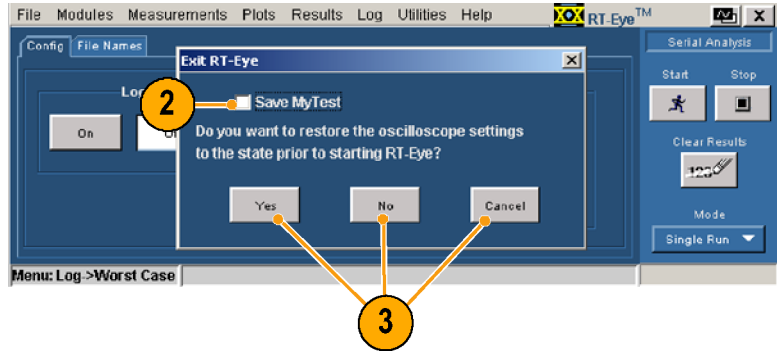 File Modules Measurements Plots Results Log Utilities Help RT-Eye™ X
Config File Names
Serial Analysis
Exit RT-Eye X
Start Stop
2
Save MyTest
On
Do you want to restore the oscilloscope settings
to the state prior to starting RT-Eye?
Clear Results
123
Yes No Cancel
Mode
Single Run
Menu: Log->Worst Case
3